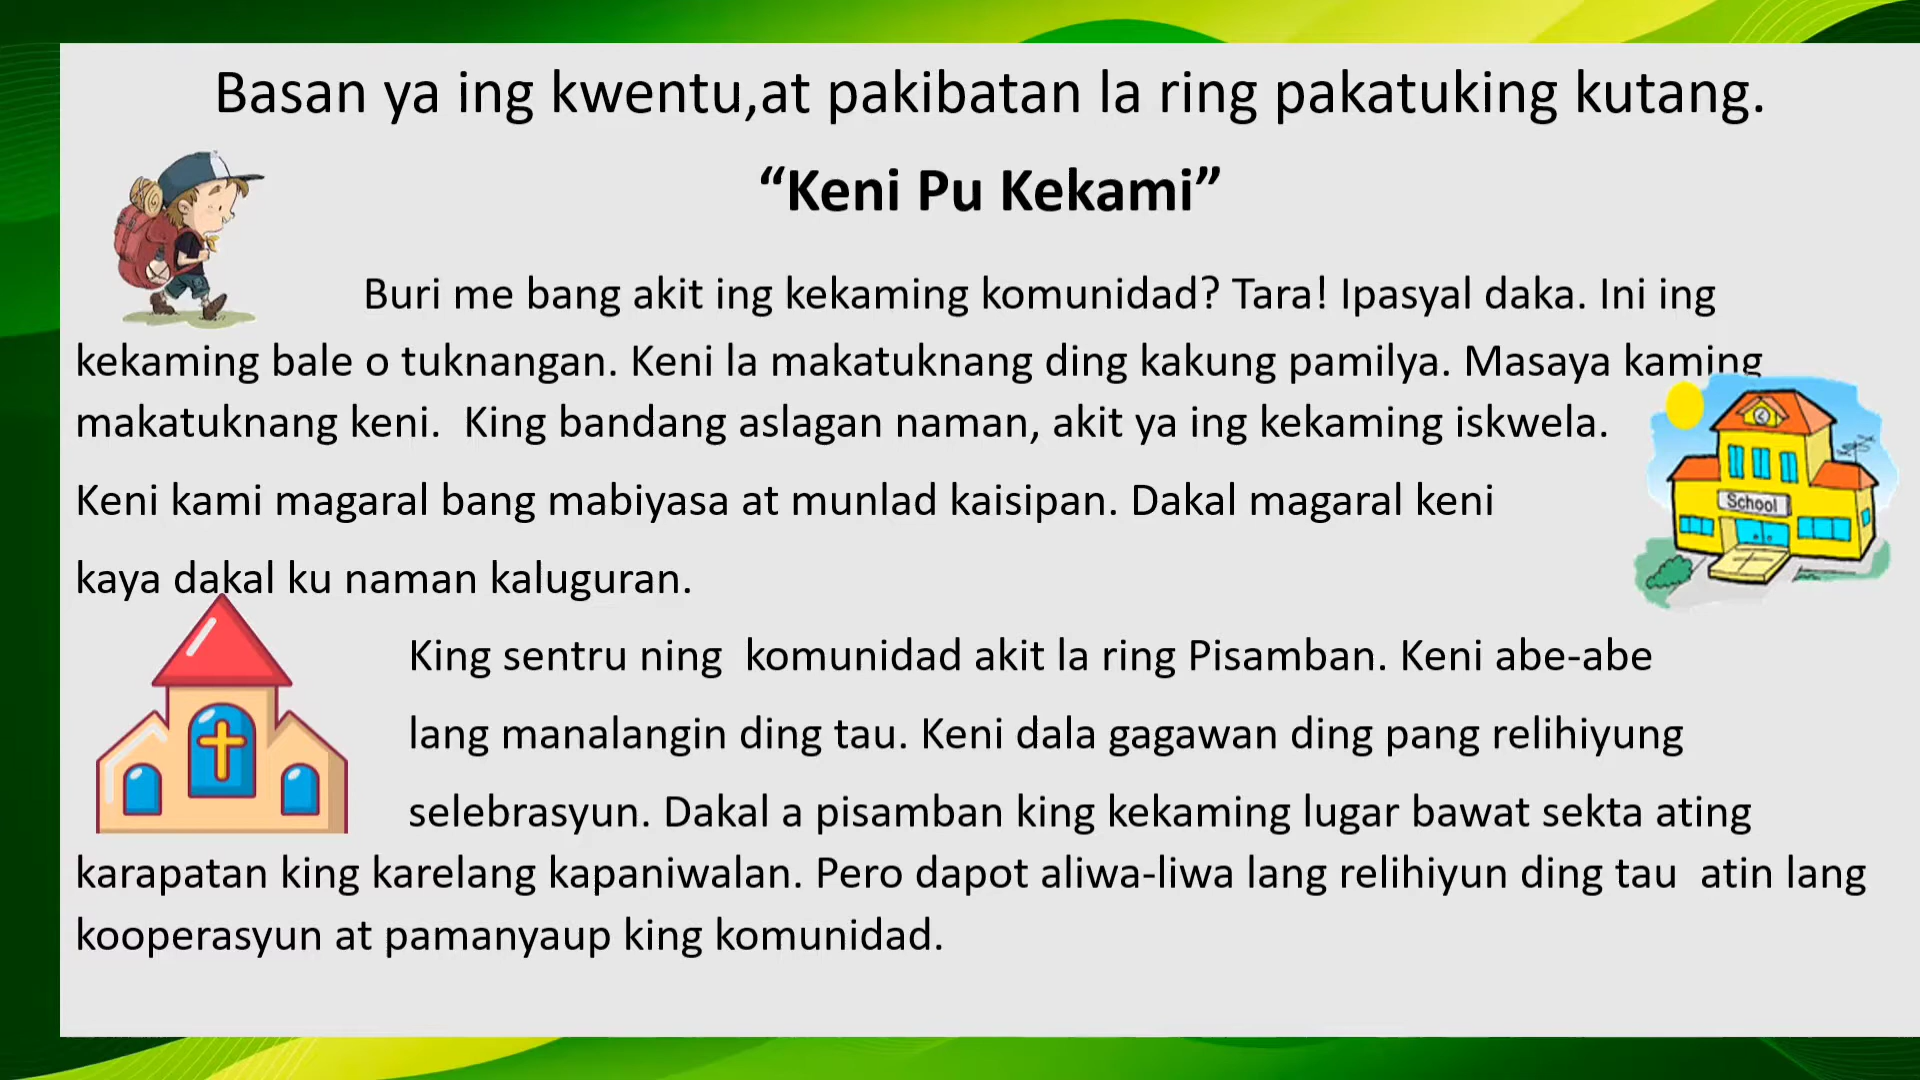 Basan ya ing kwentu,at pakibatan la ring pakatuking kutang.
“Keni Pu Kekami”
Buri me bang akit ing kekaming komunidad? Tara! Ipasyal daka. Ini ing
kekaming bale o tuknangan. Keni la makatuknang ding kakung pamilya. Masaya kaming
makatuknang keni.  King bandang aslagan naman, akit ya ing kekaming iskwela.
Keni kami magaral bang mabiyasa at munlad kaisipan. Dakal magaral keni
kaya dakal ku naman kaluguran.
School
King sentru ning  komunidad akit la ring Pisamban. Keni abe-abe
lang manalangin ding tau. Keni dala gagawan ding pang relihiyung
selebrasyun. Dakal a pisamban king kekaming lugar bawat sekta ating
karapatan king karelang kapaniwalan. Pero dapot aliwa-liwa lang relihiyun ding tau  atin lang
kooperasyun at pamanyaup king komunidad.